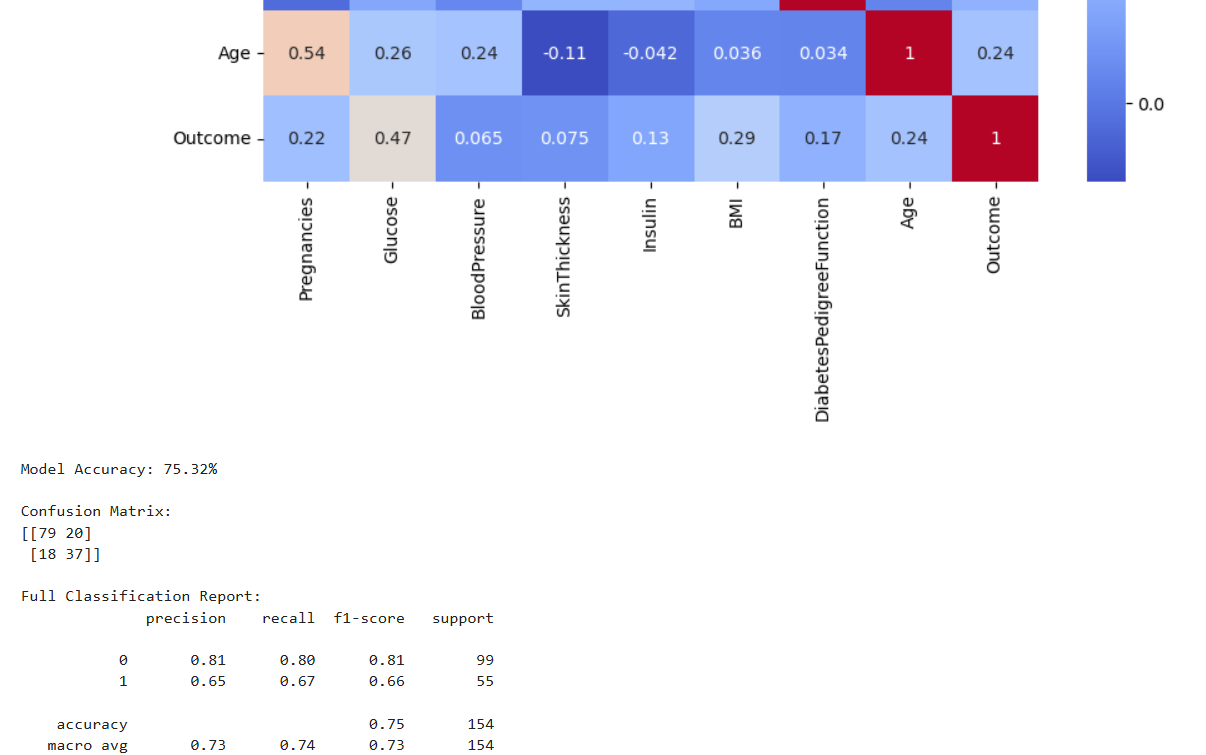 Age 0.54 0.26 0.24 -0.11 -0.042 0.036 0.034 1 0.24
0.0
Outcome 0.22 0.47 0.065 0.075 0.13 0.29 0.17 0.24 1
Pregnancies
Glucose
BloodPressure
SkinThickness
Insulin
BMI
DiabetesPedigreeFunction
Age
Outcome
Model Accuracy: 75.32%
Confusion Matrix:
[[79 20]
[18 37]]
Full Classification Report:
precision recall f1-score support
0 0.81 0.80 0.81 99
1 0.65 0.67 0.66 55
accuracy 0.75 154
macro avg 0.73 0.74 0.73 154